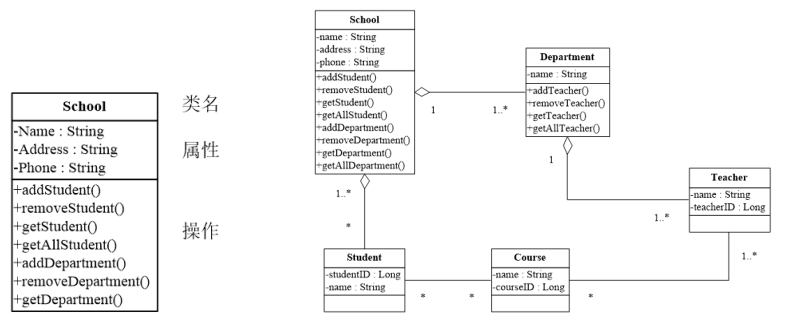 School
-Name : String
-Address : String
-Phone : String
+addStudent()
+removeStudent()
+getStudent()
+getAllStudent()
+addDepartment()
+removeDepartment()
+getDepartment()
类名
属性
操作
School
-name : String
-address : String
-phone : String
+addStudent()
+removeStudent()
+getStudent()
+getAllStudent()
+addDepartment()
+removeDepartment()
+getDepartment()
+getAllDepartment()
1
1..*
Department
-name : String
+addTeacher()
+removeTeacher()
+getTeacher()
+getAllTeacher()
1
1..*
Teacher
-name : String
-teacherID : Long
1..*
*
Student
-studentID : Long
-name : String
*
*
Course
-name : String
-courseID : Long
*
1..*